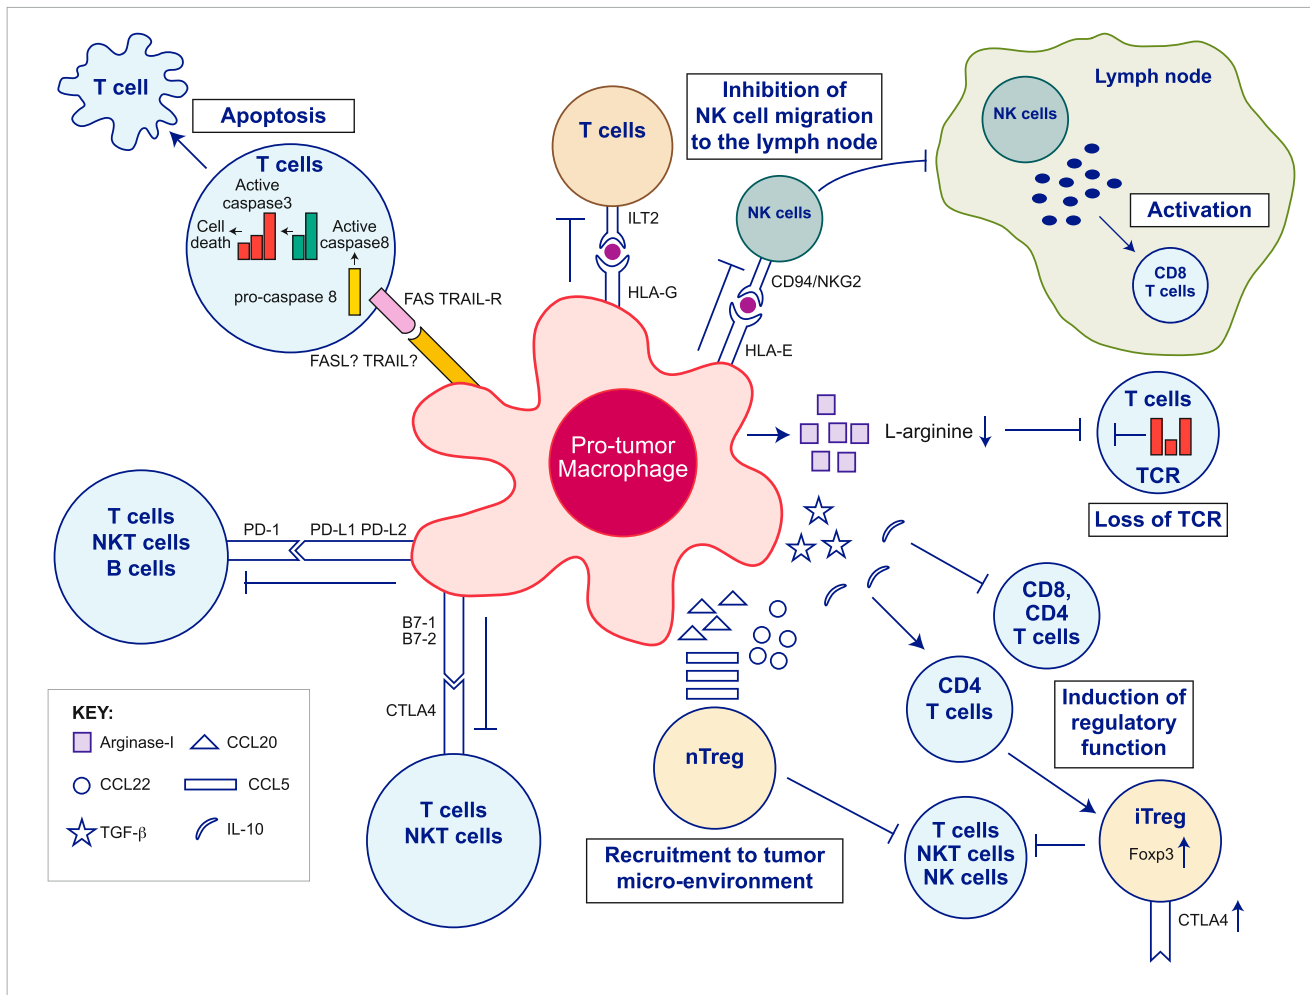 T cell
Apoptosis
T cells
Active
caspase3
Cell
death
Active
caspase8
pro-caspase 8
FAS TRAIL-R
FASL? TRAIL?
T cells
ILT2
HLA-G
Inhibition of
NK cell migration
to the lymph node
NK cells
CD94/NKG2
HLA-E
Lymph node
NK cells
Activation
CD8
T cells
Pro-tumor
Macrophage
L-arginine
T cells
TCR
Loss of TCR
T cells
NKT cells
B cells
PD-1
PD-L1 PD-L2
B7-1
B7-2
CTLA4
T cells
NKT cells
CD8,
CD4
T cells
CD4
T cells
Induction of
regulatory
function
nTreg
Recruitment to tumor
micro-environment
T cells
NKT cells
NK cells
iTreg
Foxp3
CTLA4
KEY:
Arginase-I
CCL20
CCL22
CCL5
TGF-β
IL-10